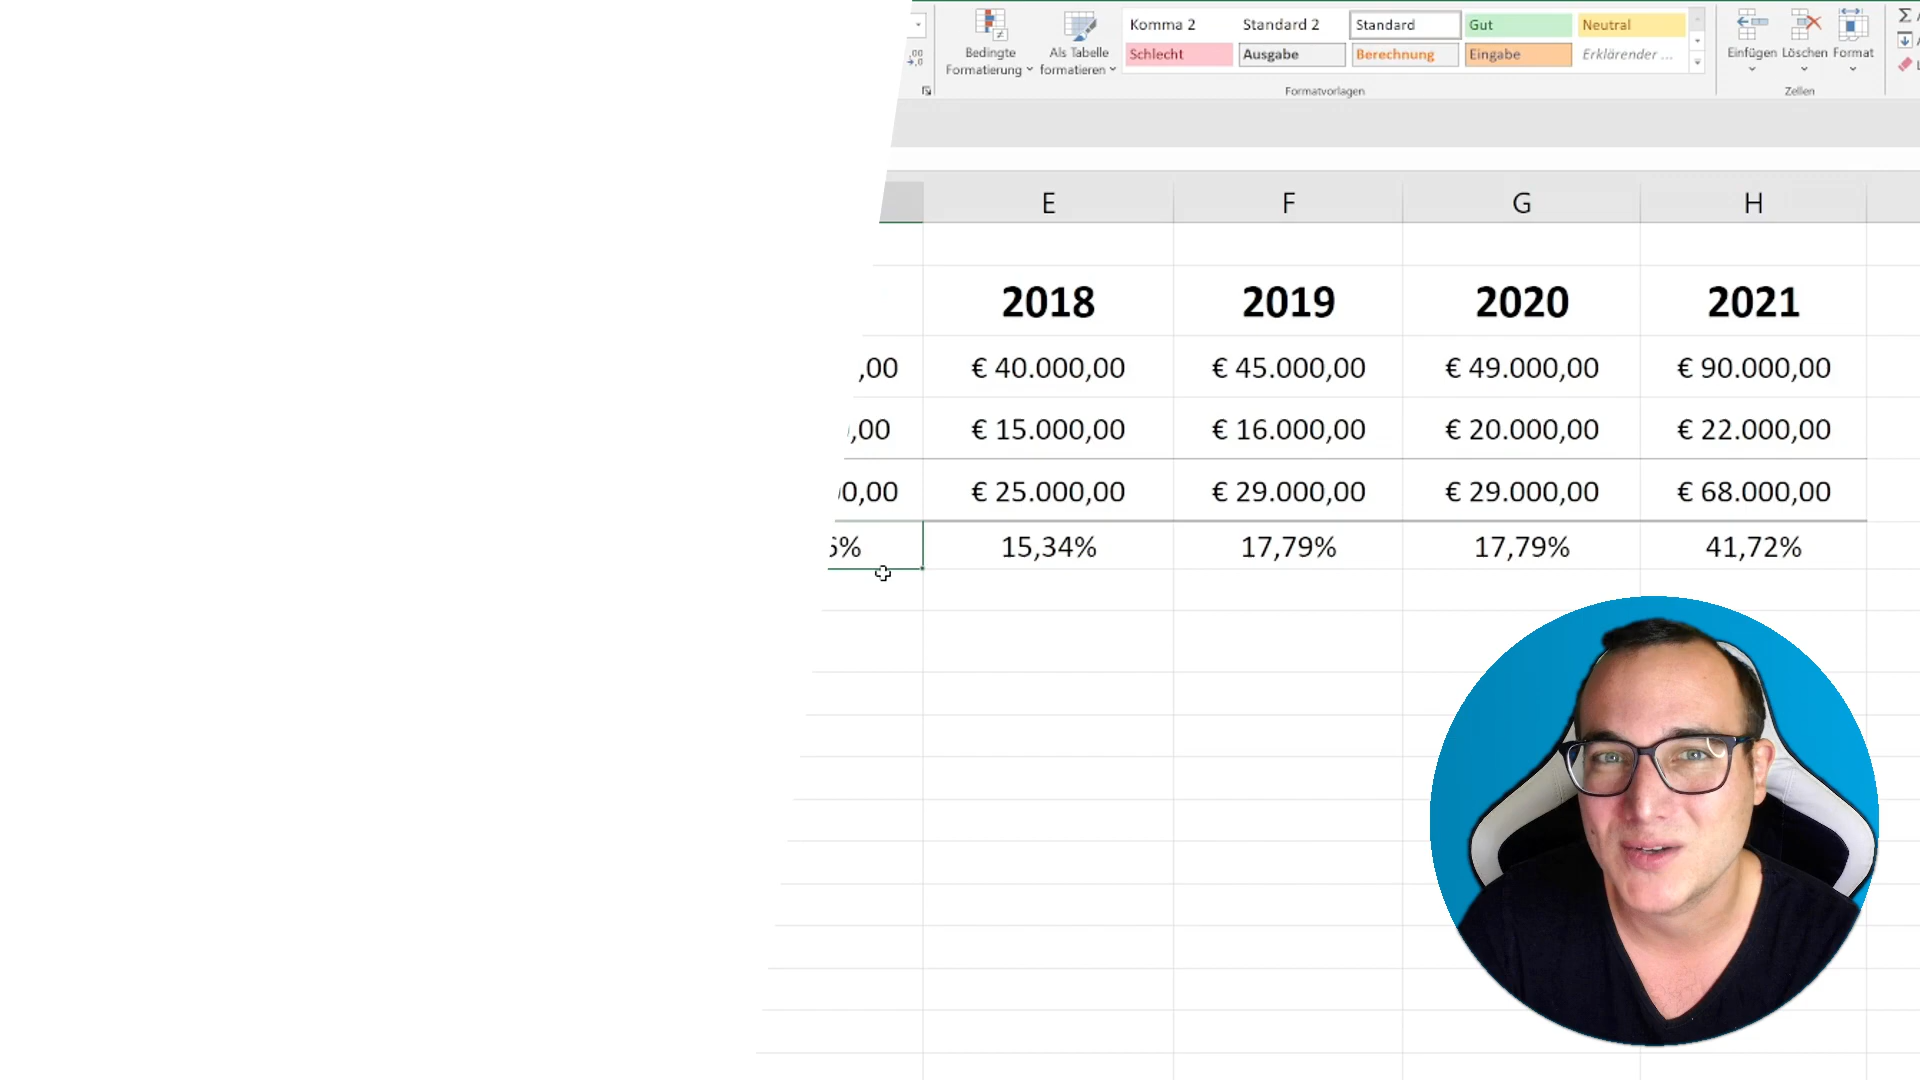 Komma 2 Standard 2 Standard Gut Neutral
Bedingte Formatierung
Als Tabelle formatieren
Schlecht Ausgabe Berechnung Eingabe Erklärender ...
Einfügen Löschen Format
Formatvorlagen Zellen
E F G H
2018 2019 2020 2021
,00 € 40.000,00 € 45.000,00 € 49.000,00 € 90.000,00
,00 € 15.000,00 € 16.000,00 € 20.000,00 € 22.000,00
0,00 € 25.000,00 € 29.000,00 € 29.000,00 € 68.000,00
% 15,34% 17,79% 17,79% 41,72%